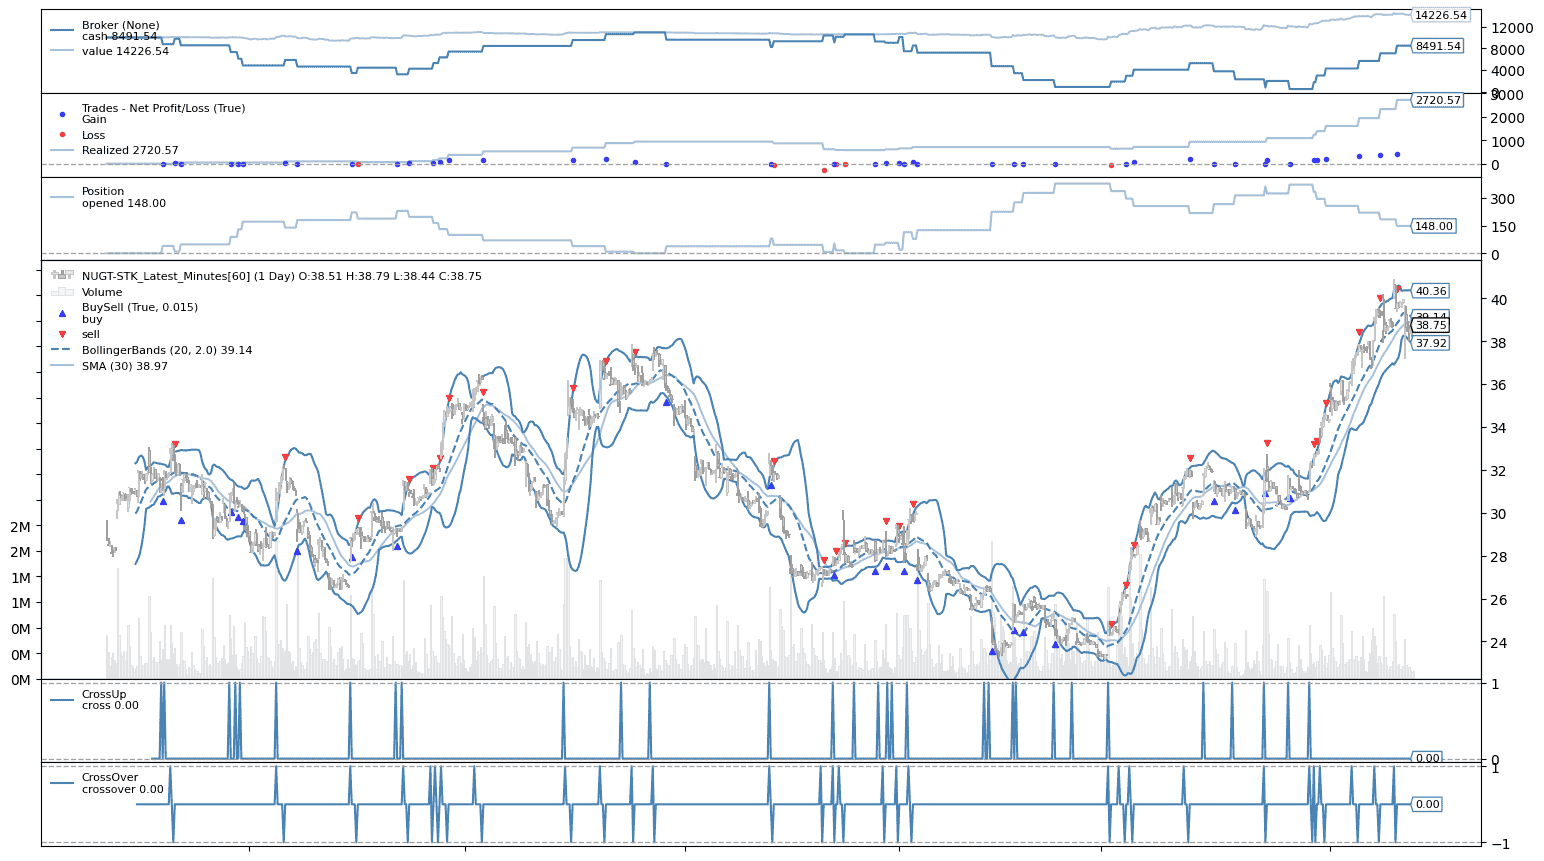 Broker (None)
cash 8491.54
value 14226.54
14226.54
12000
8491.54
8000
4000
0
Trades - Net Profit/Loss (True)
Gain
Loss
Realized 2720.57
3000
2720.57
2000
1000
0
Position
opened 148.00
300
150
148.00
0
NUGT-STK_Latest_Minutes[60] (1 Day) O:38.51 H:38.79 L:38.44 C:38.75
Volume
BuySell (True, 0.015)
buy
sell
BollingerBands (20, 2.0) 39.14
SMA (30) 38.97
40.36
40
39.14
38.75
38
37.92
36
34
32
30
28
26
24
2M
2M
1M
1M
0M
0M
0M
CrossUp
cross 0.00
1
0.00
0
CrossOver
crossover 0.00
1
0.00
−1